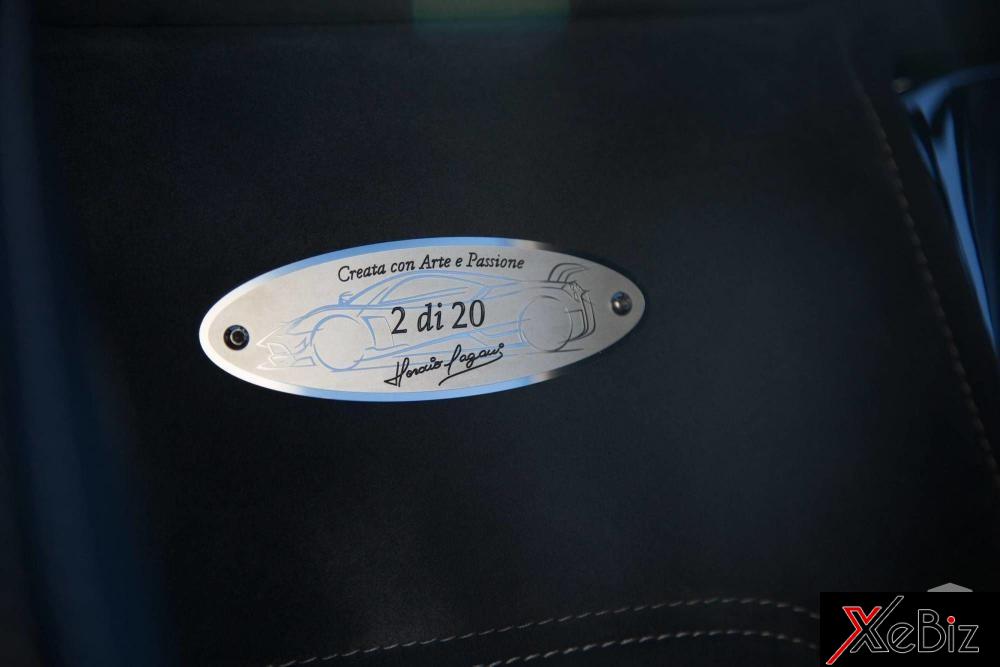 Creata con Arte e Passione
2 di 20
Horacio Pagani
XeBiz